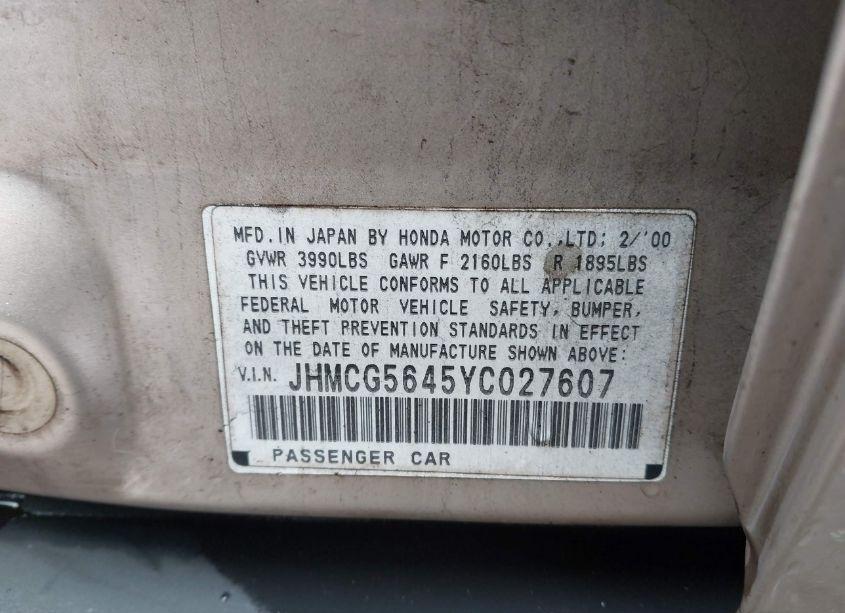 MFD. IN JAPAN BY HONDA MOTOR CO.,LTD: 2/'00
GVWR 3990LBS GAWR F 2160LBS R 1895LBS
THIS VEHICLE CONFORMS TO ALL APPLICABLE
FEDERAL MOTOR VEHICLE SAFETY, BUMPER,
AND THEFT PREVENTION STANDARDS IN EFFECT
ON THE DATE OF MANUFACTURE SHOWN ABOVE:
V.I.N. JHMCG5645YC027607
PASSENGER CAR